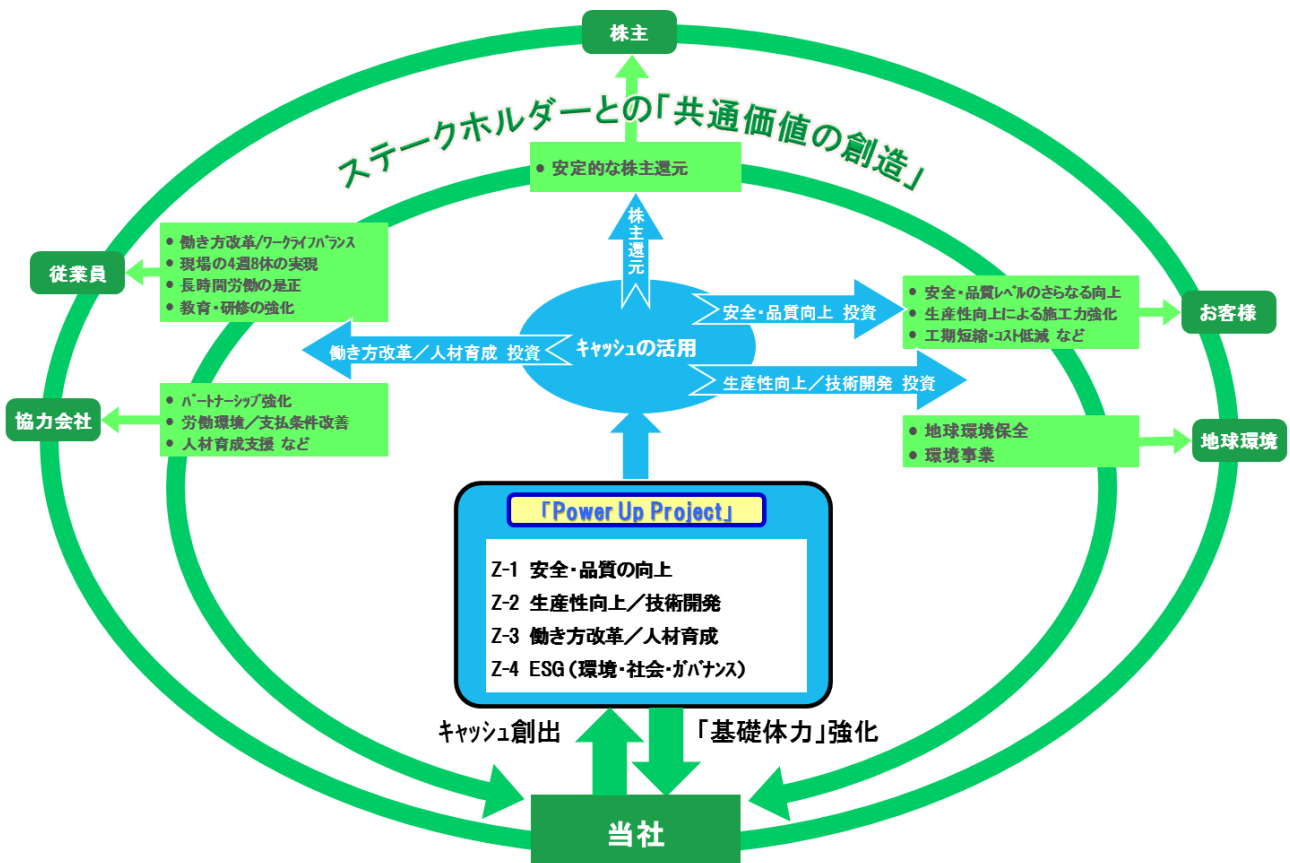 株主
ステークホルダーとの「共通価値の創造」
• 安定的な株主還元
株主還元
従業員
• 働き方改革/ワークライフバランス
• 現場の4週8休の実現
• 長時間労働の是正
• 教育・研修の強化
安全・品質向上 投資
• 安全・品質レベルのさらなる向上
• 生産性向上による施工力強化
• 工期短縮・コスト低減 など
お客様
働き方改革／人材育成 投資
キャッシュの活用
生産性向上／技術開発 投資
協力会社
• パートナーシップ強化
• 労働環境／支払条件改善
• 人材育成支援 など
• 地球環境保全
• 環境事業
地球環境
「Power Up Project」
Z-1 安全・品質の向上
Z-2 生産性向上／技術開発
Z-3 働き方改革／人材育成
Z-4 ESG（環境・社会・ガバナンス）
キャッシュ創出
「基礎体力」強化
当社